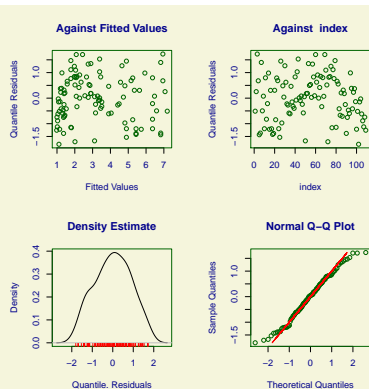 Against Fitted Values
Quantile Residuals
−1.5 0.0 1.0
1 2 3 4 5 6 7
Fitted Values
Against index
Quantile Residuals
−1.5 0.0 1.0
0 20 40 60 80 100
index
Density Estimate
Density
0.0 0.1 0.2 0.3 0.4
−2 −1 0 1 2
Quantile. Residuals
Normal Q−Q Plot
Sample Quantiles
−1.5 0.0 1.0
−2 −1 0 1 2
Theoretical Quantiles